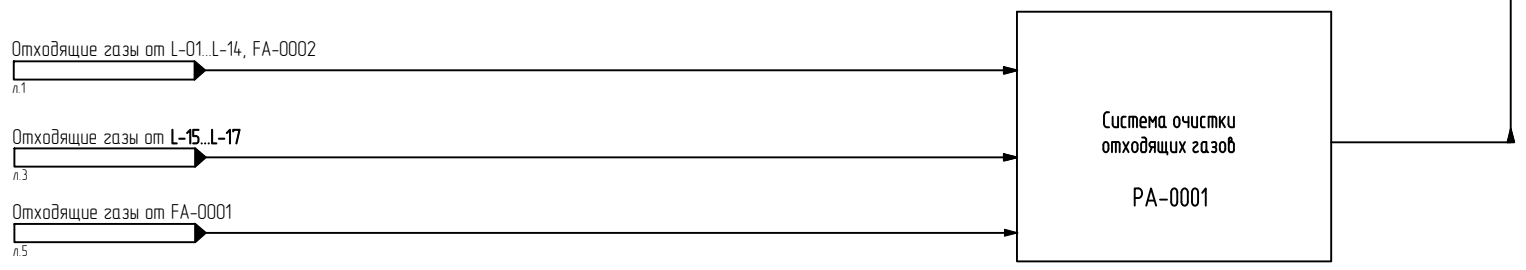 Отходящие газы от L-01...L-14, FA-0002
л.1
Отходящие газы от L-15...L-17
л.3
Отходящие газы от FA-0001
л.5
Система очистки
отходящих газов
PA-0001